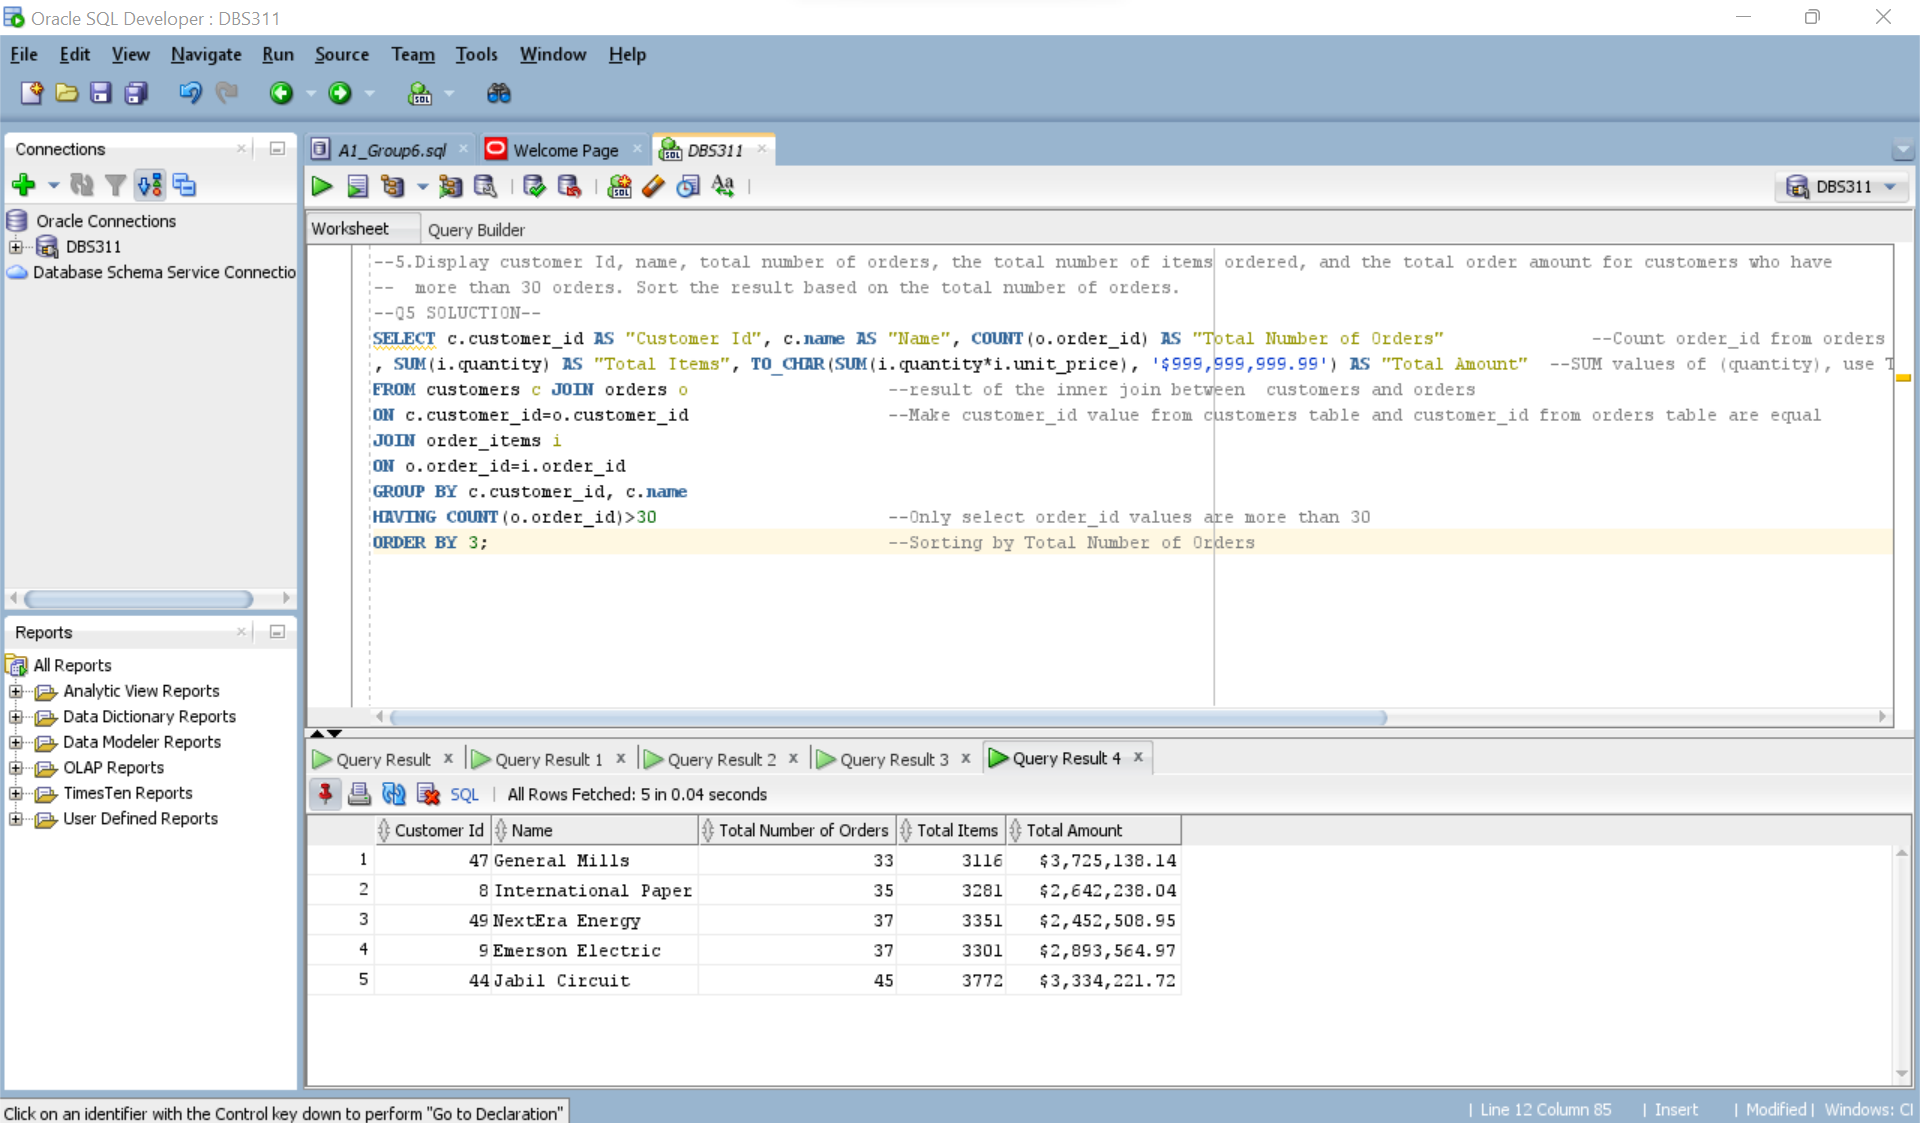 Oracle SQL Developer : DBS311
File Edit View Navigate Run Source Team Tools Window Help
Connections
Oracle Connections
DBS311
Database Schema Service Connectio
Reports
All Reports
Analytic View Reports
Data Dictionary Reports
Data Modeler Reports
OLAP Reports
TimesTen Reports
User Defined Reports
A1_Group6.sql Welcome Page DBS311
DBS311
Worksheet Query Builder
--5.Display customer Id, name, total number of orders, the total number of items ordered, and the total order amount for customers who have
-- more than 30 orders. Sort the result based on the total number of orders.
--Q5 SOLUCTION--
SELECT c.customer_id AS "Customer Id", c.name AS "Name", COUNT(o.order_id) AS "Total Number of Orders" --Count order_id from orders
, SUM(i.quantity) AS "Total Items", TO_CHAR(SUM(i.quantity*i.unit_price), '$999,999,999.99') AS "Total Amount" --SUM values of (quantity), use T
FROM customers c JOIN orders o --result of the inner join between customers and orders
ON c.customer_id=o.customer_id --Make customer_id value from customers table and customer_id from orders table are equal
JOIN order_items i
ON o.order_id=i.order_id
GROUP BY c.customer_id, c.name
HAVING COUNT(o.order_id)>30 --Only select order_id values are more than 30
ORDER BY 3; --Sorting by Total Number of Orders
Query Result Query Result 1 Query Result 2 Query Result 3 Query Result 4
SQL All Rows Fetched: 5 in 0.04 seconds
Customer Id Name Total Number of Orders Total Items Total Amount
1 47 General Mills 33 3116 $3,725,138.14
2 8 International Paper 35 3281 $2,642,238.04
3 49 NextEra Energy 37 3351 $2,452,508.95
4 9 Emerson Electric 37 3301 $2,893,564.97
5 44 Jabil Circuit 45 3772 $3,334,221.72
Click on an identifier with the Control key down to perform "Go to Declaration"
| Line 12 Column 85 | Insert | Modified | Windows: Cl